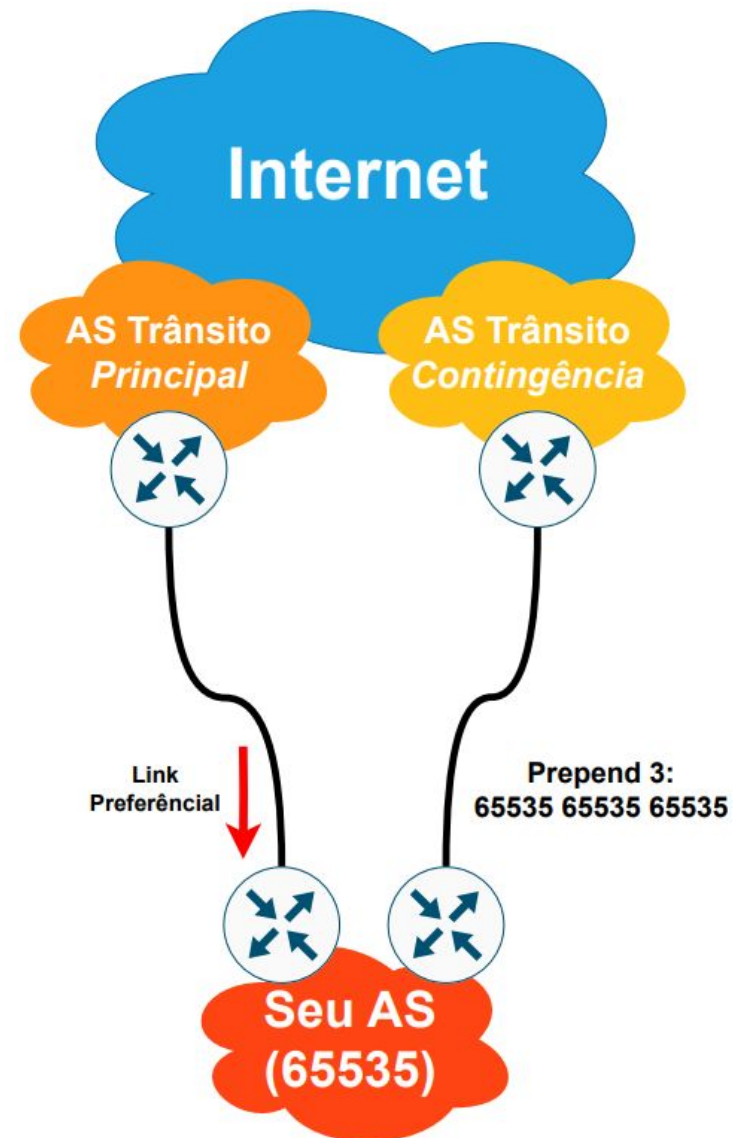 Internet
AS Trânsito
Principal
AS Trânsito
Contingência
Link
Preferêncial
Prepend 3:
65535 65535 65535
Seu AS
(65535)